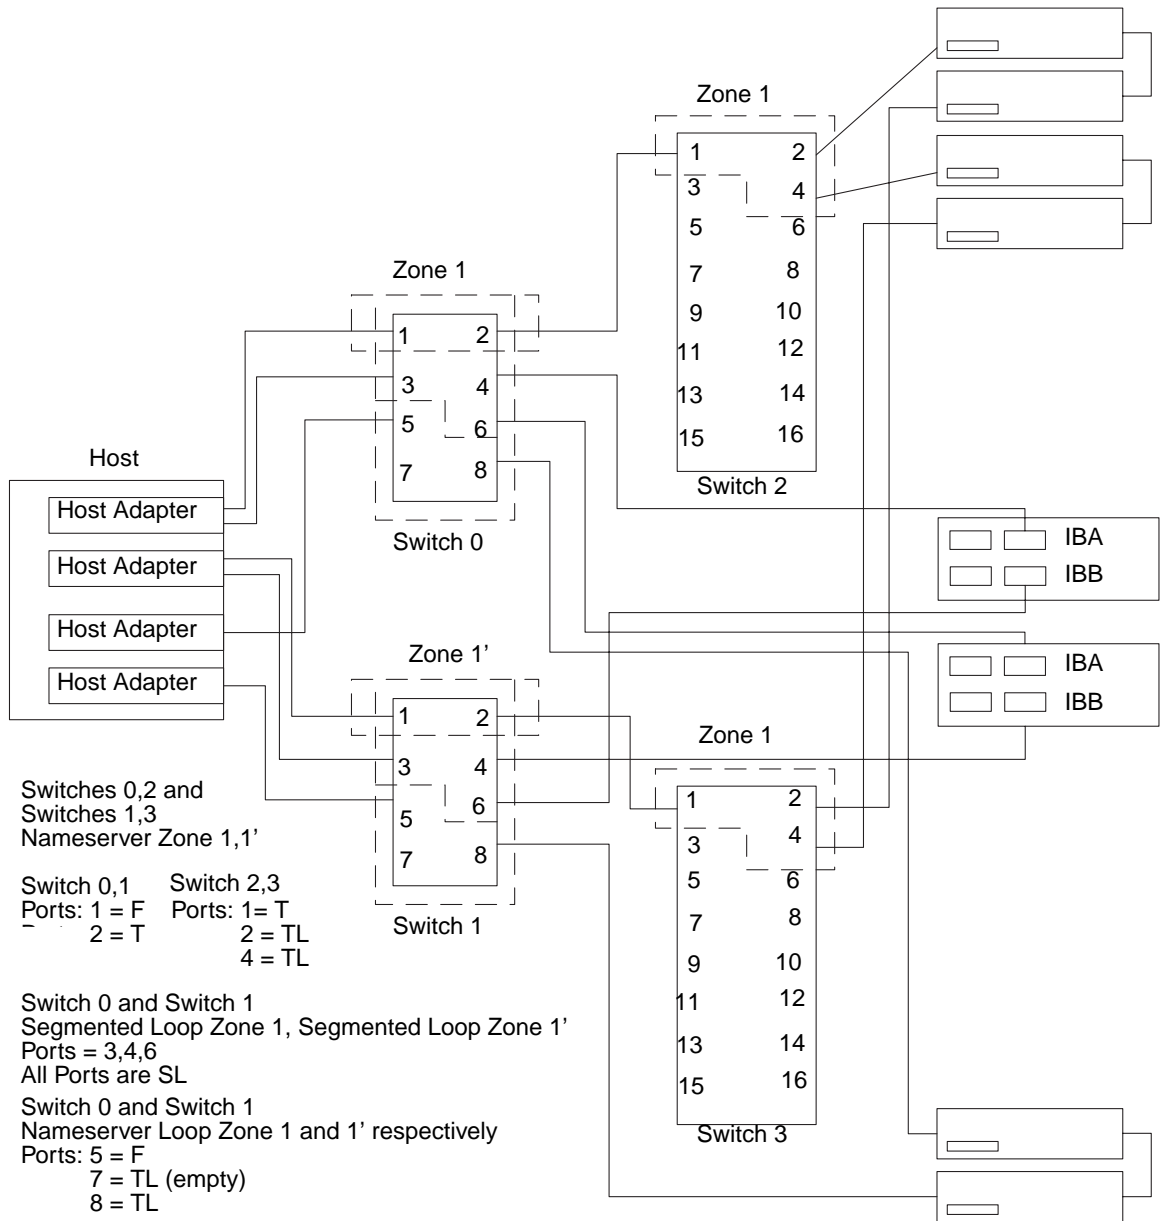 Zone 1
1 2
3 4
5 6
7 8
9 10
11 12
13 14
15 16
Switch 2
Zone 1
1 2
3 4
5 6
7 8
Switch 0
Host
Host Adapter
Host Adapter
Host Adapter
Host Adapter
IBA
IBB
IBA
IBB
Zone 1’
1 2
3 4
5 6
7 8
Switch 1
Zone 1
1 2
3 4
5 6
7 8
9 10
11 12
13 14
15 16
Switch 3
Switches 0,2 and
Switches 1,3
Nameserver Zone 1,1’
Switch 0,1 Switch 2,3
Ports: 1 = F Ports: 1= T
2 = T 2 = TL
4 = TL
Switch 0 and Switch 1
Segmented Loop Zone 1, Segmented Loop Zone 1’
Ports = 3,4,6
All Ports are SL
Switch 0 and Switch 1
Nameserver Loop Zone 1 and 1’ respectively
Ports: 5 = F
7 = TL (empty)
8 = TL